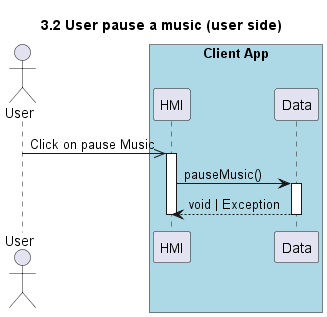 3.2 User pause a music (user side)
Client App
User
HMI
Data
Click on pause Music
pauseMusic()
void | Exception
User
HMI
Data